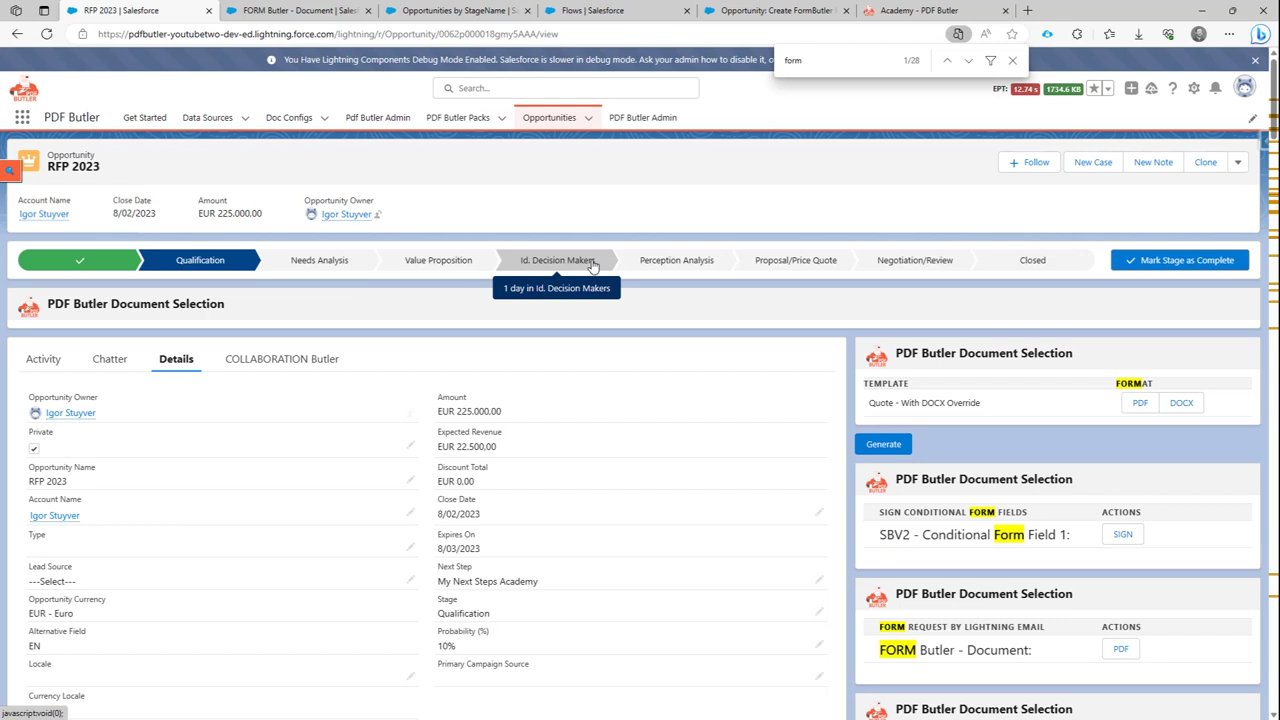 RFP 2023 | Salesforce
FORM Butler - Document | Sales
Opportunities by StageName | S
Flows | Salesforce
Opportunity: Create FormButler
Academy - PDF Butler
https://pdfbutler-youtubetwo-dev-ed.lightning.force.com/lightning/r/Opportunity/0062p000018gmy5AAA/view
You Have Lightning Components Debug Mode Enabled. Salesforce is slower in debug mode. Ask your admin how to disable it,
form
1/28
PDF BUTLER
Search...
EPT: 12.74 s 1734.6 KB
PDF Butler
Get Started
Data Sources
Doc Configs
Pdf Butler Admin
PDF Butler Packs
Opportunities
PDF Butler Admin
Opportunity
RFP 2023
+ Follow
New Case
New Note
Clone
Account Name
Close Date
Amount
Opportunity Owner
Igor Stuyver
8/02/2023
EUR 225.000,00
Igor Stuyver
Qualification
Needs Analysis
Value Proposition
Id. Decision Makers
Perception Analysis
Proposal/Price Quote
Negotiation/Review
Closed
Mark Stage as Complete
1 day in Id. Decision Makers
PDF Butler Document Selection
Activity
Chatter
Details
COLLABORATION Butler
Opportunity Owner
Igor Stuyver
Private
Opportunity Name
RFP 2023
Account Name
Igor Stuyver
Type
Lead Source
---Select---
Opportunity Currency
EUR - Euro
Alternative Field
EN
Locale
Currency Locale
Amount
EUR 225.000,00
Expected Revenue
EUR 22.500,00
Discount Total
EUR 0,00
Close Date
8/02/2023
Expires On
8/03/2023
Next Step
My Next Steps Academy
Stage
Qualification
Probability (%)
10%
Primary Campaign Source
PDF Butler Document Selection
TEMPLATE
FORMAT
Quote - With DOCX Override
PDF
DOCX
Generate
PDF Butler Document Selection
SIGN CONDITIONAL FORM FIELDS
ACTIONS
SBV2 - Conditional Form Field 1:
SIGN
PDF Butler Document Selection
FORM REQUEST BY LIGHTNING EMAIL
ACTIONS
FORM Butler - Document:
PDF
PDF Butler Document Selection
javascript:void(0);